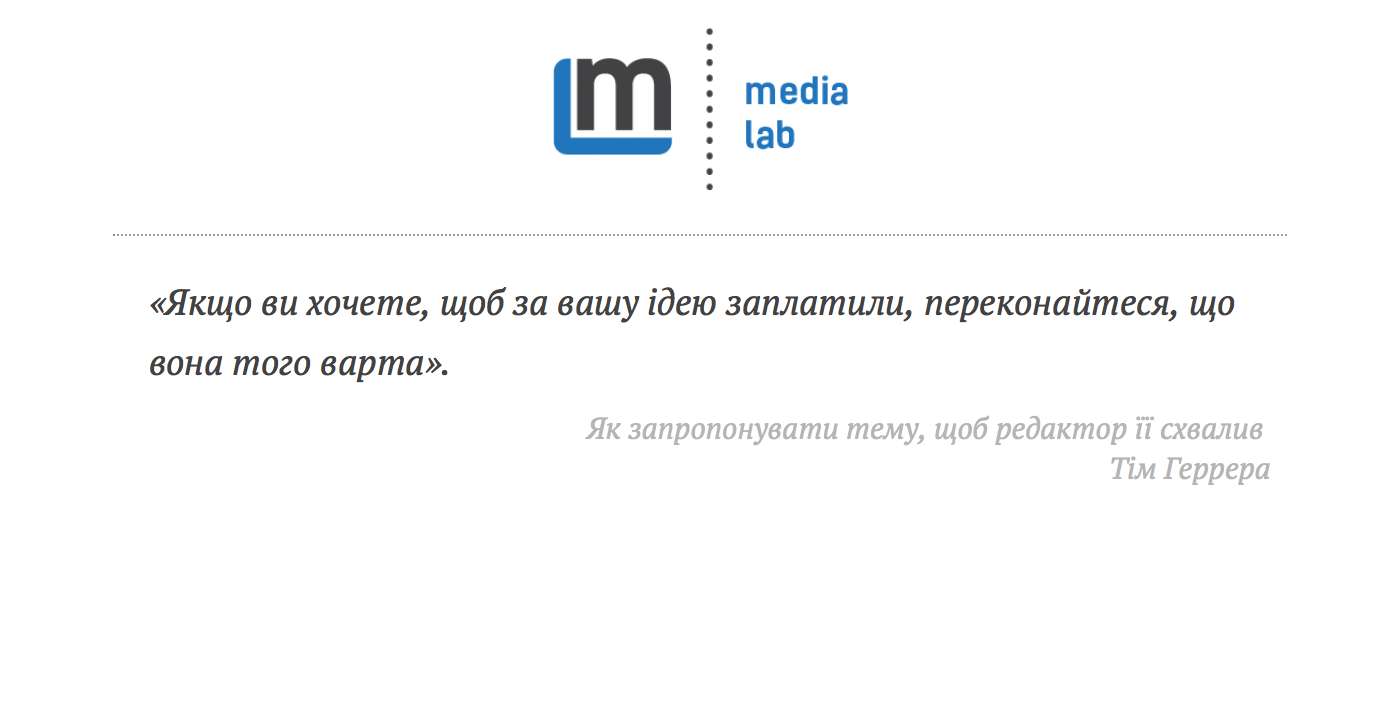 m
media
lab
«Якщо ви хочете, щоб за вашу ідею заплатили, переконайтеся, що
вона того варта».
Як запропонувати тему, щоб редактор її схвалив
Тім Геррера